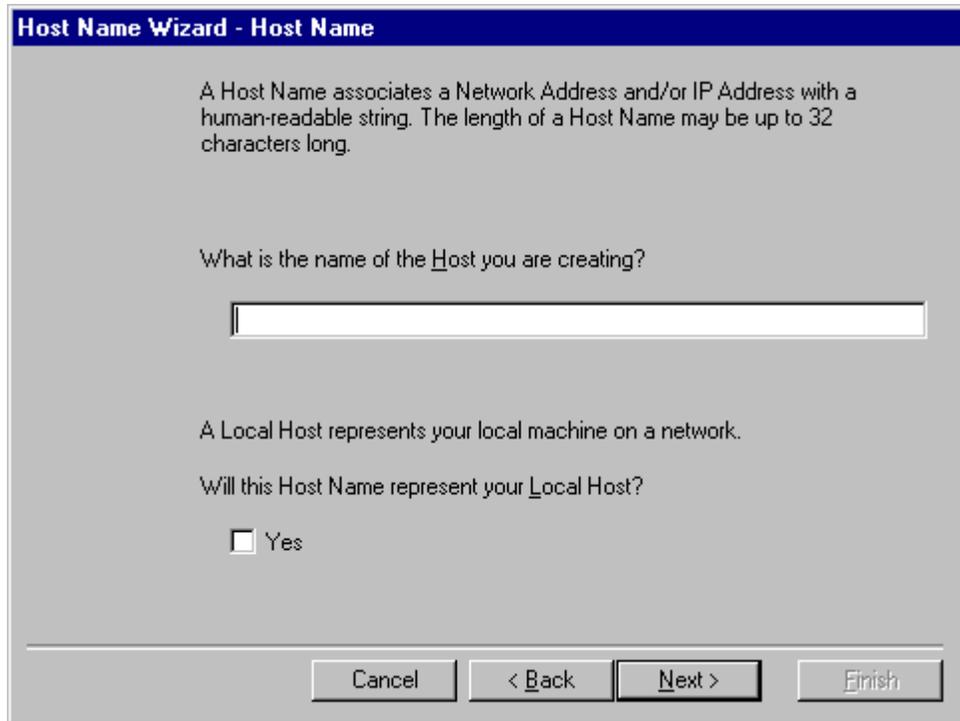 Host Name Wizard - Host Name
A Host Name associates a Network Address and/or IP Address with a
human-readable string. The length of a Host Name may be up to 32
characters long.
What is the name of the Host you are creating?
A Local Host represents your local machine on a network.
Will this Host Name represent your Local Host?
Yes
Cancel
< Back
Next >
Finish